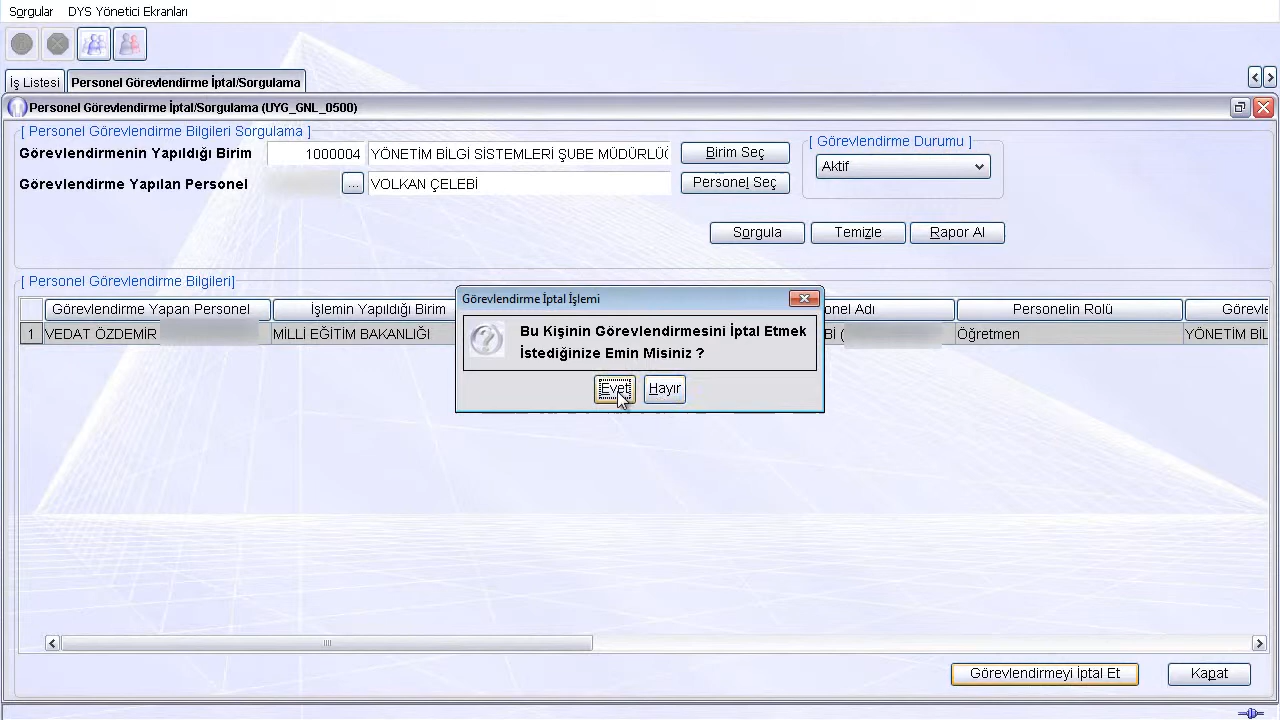 Sorgular DYS Yönetici Ekranları
İş Listesi Personel Görevlendirme İptal/Sorgulama
Personel Görevlendirme İptal/Sorgulama (UYG_GNL_0500)
[ Personel Görevlendirme Bilgileri Sorgulama ]
[ Görevlendirme Durumu ]
Görevlendirmenin Yapıldığı Birim 1000004 YÖNETİM BİLGİ SİSTEMLERİ ŞUBE MÜDÜRLÜĞ Birim Seç
Aktif
Görevlendirme Yapılan Personel ... VOLKAN ÇELEBİ Personel Seç
Sorgula Temizle Rapor Al
[ Personel Görevlendirme Bilgileri]
Görevlendirme Yapan Personel İşlemin Yapıldığı Birim onel Adı Personelin Rolü Görevle
1 VEDAT ÖZDEMİR MİLLİ EĞİTİM BAKANLIĞI Bİ ( Öğretmen YÖNETİM BİL
Görevlendirme İptal İşlemi
Bu Kişinin Görevlendirmesini İptal Etmek
İstediğinize Emin Misiniz ?
Evet Hayır
Görevlendirmeyi İptal Et Kapat